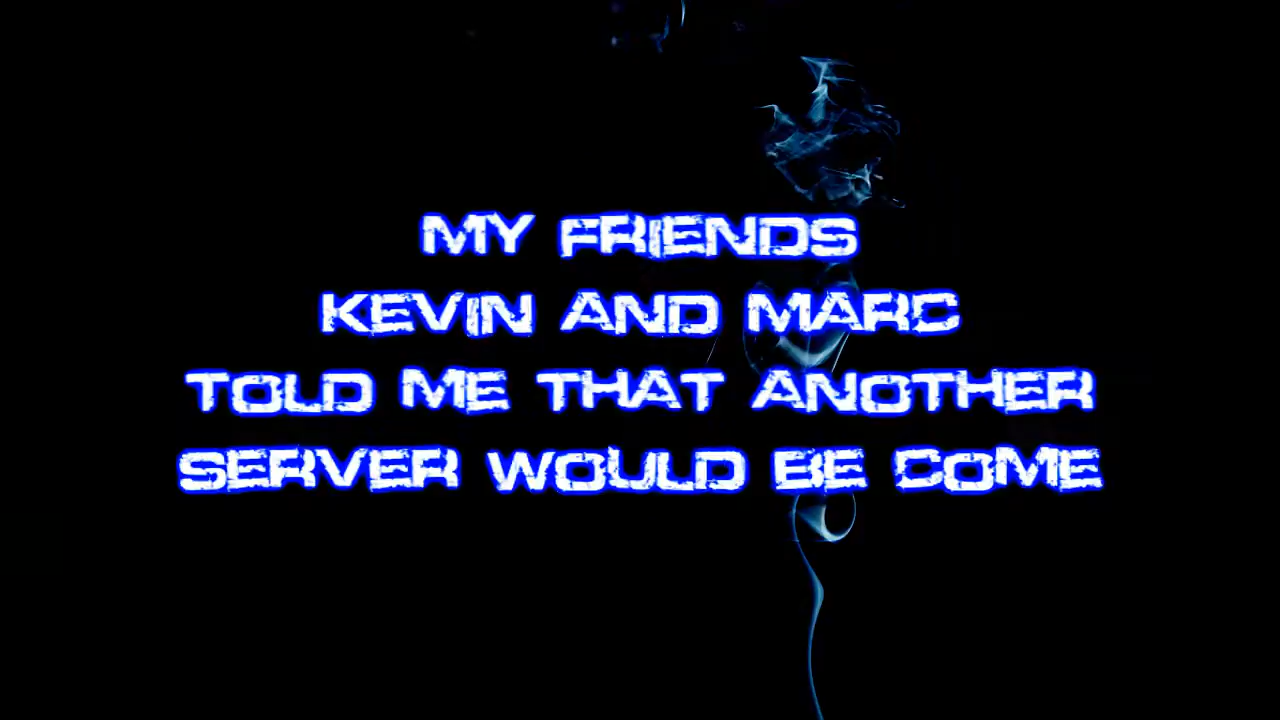 MY FRIENDS
KEVIN AND MARC
TOLD ME THAT ANOTHER
SERVER WOULD BE COME